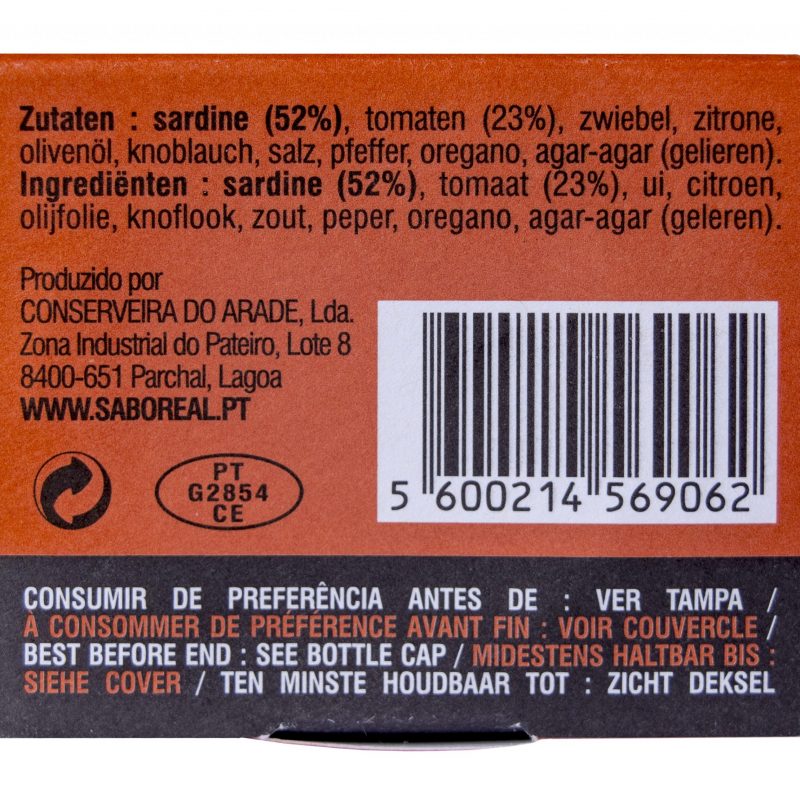 Zutaten : sardine (52%), tomaten (23%), zwiebel, zitrone,
olivenöl, knoblauch, salz, pfeffer, oregano, agar-agar (gelieren).
Ingrediënten : sardine (52%), tomaat (23%), ui, citroen,
olijfolie, knoflook, zout, peper, oregano, agar-agar (geleren).
Produzido por
CONSERVEIRA DO ARADE, Lda.
Zona Industrial do Pateiro, Lote 8
8400-651 Parchal, Lagoa
WWW.SABOREAL.PT
PT
G2854
CE
5 600214 569062
CONSUMIR DE PREFERÊNCIA ANTES DE : VER TAMPA /
À CONSOMMER DE PRÉFÉRENCE AVANT FIN : VOIR COUVERCLE /
BEST BEFORE END : SEE BOTTLE CAP / MIDESTENS HALTBAR BIS :
SIEHE COVER / TEN MINSTE HOUDBAAR TOT : ZICHT DEKSEL